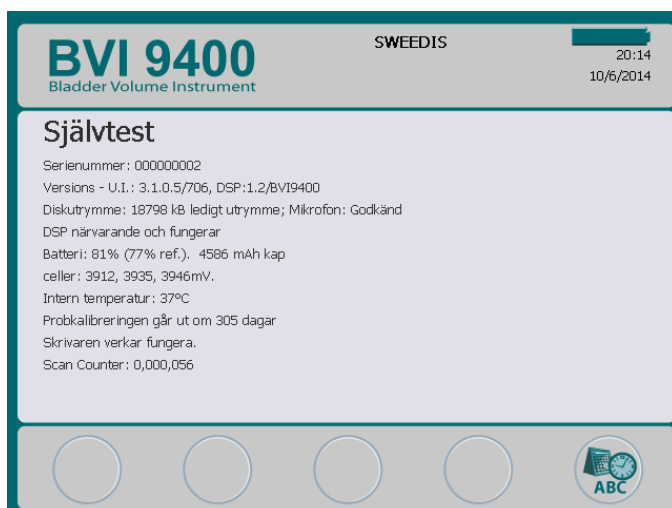 BVI 9400
Bladder Volume Instrument
SWEEDIS
20:14
10/6/2014
Självtest
Serienummer: 000000002
Versions - U.I.: 3.1.0.5/706, DSP:1.2/BVI9400
Diskutrymme: 18798 kB ledigt utrymme; Mikrofon: Godkänd
DSP närvarande och fungerar
Batteri: 81% (77% ref.).  4586 mAh kap
celler: 3912, 3935, 3946mV.
Intern temperatur: 37ºC
Probkalibreringen går ut om 305 dagar
Skrivaren verkar fungera.
Scan Counter: 0,000,056
ABC